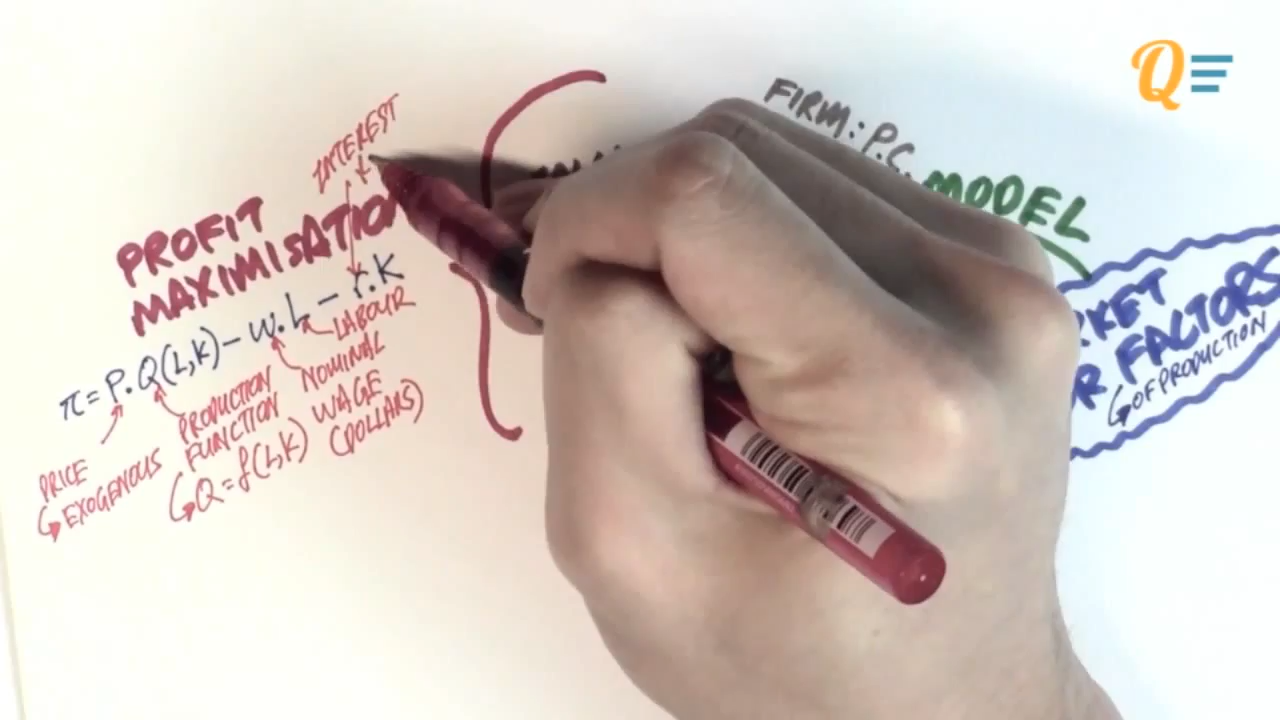 Q
INTEREST
PROFIT
MAXIMISATION
π = P.Q(L,K) - W.L - r.K
PRICE
EXOGENOUS
PRODUCTION
FUNCTION
Q = f(L,K)
LABOUR
NOMINAL
WAGE
(DOLLARS)
FIRM: P.C.
MODEL
FACTORS
OF PRODUCTION